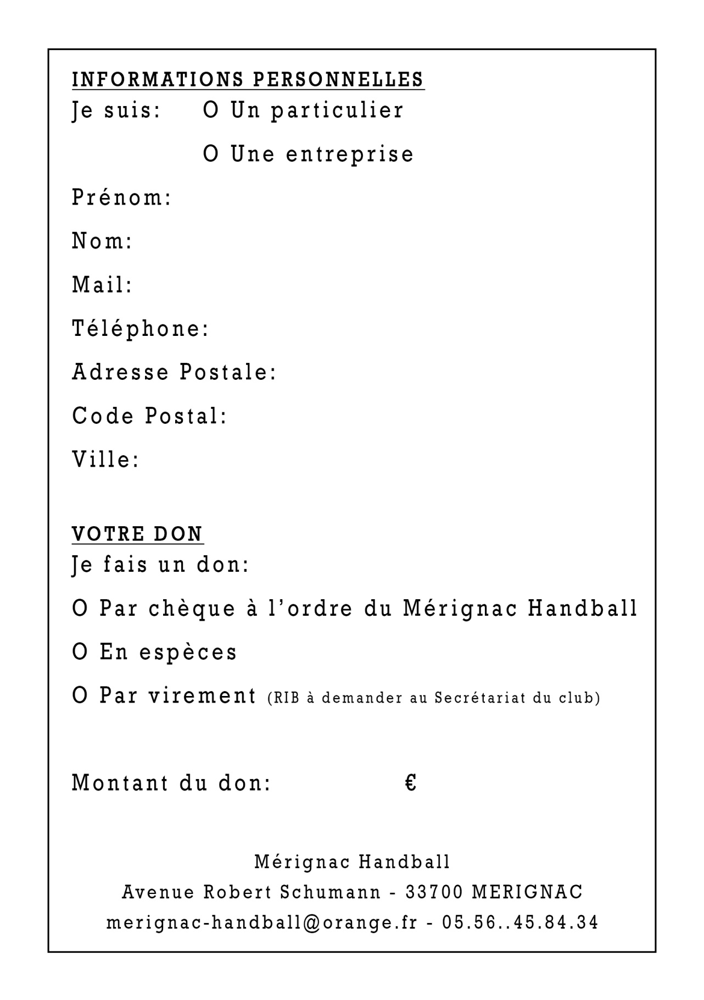 INFORMATIONS PERSONNELLES
Je suis: O Un particulier
O Une entreprise
Prénom:
Nom:
Mail:
Téléphone:
Adresse Postale:
Code Postal:
Ville:
VOTRE DON
Je fais un don:
O Par chèque à l’ordre du Mérignac Handball
O En espèces
O Par virement (RIB à demander au Secrétariat du club)
Montant du don: €
Mérignac Handball
Avenue Robert Schumann - 33700 MERIGNAC
merignac-handball@orange.fr - 05.56..45.84.34